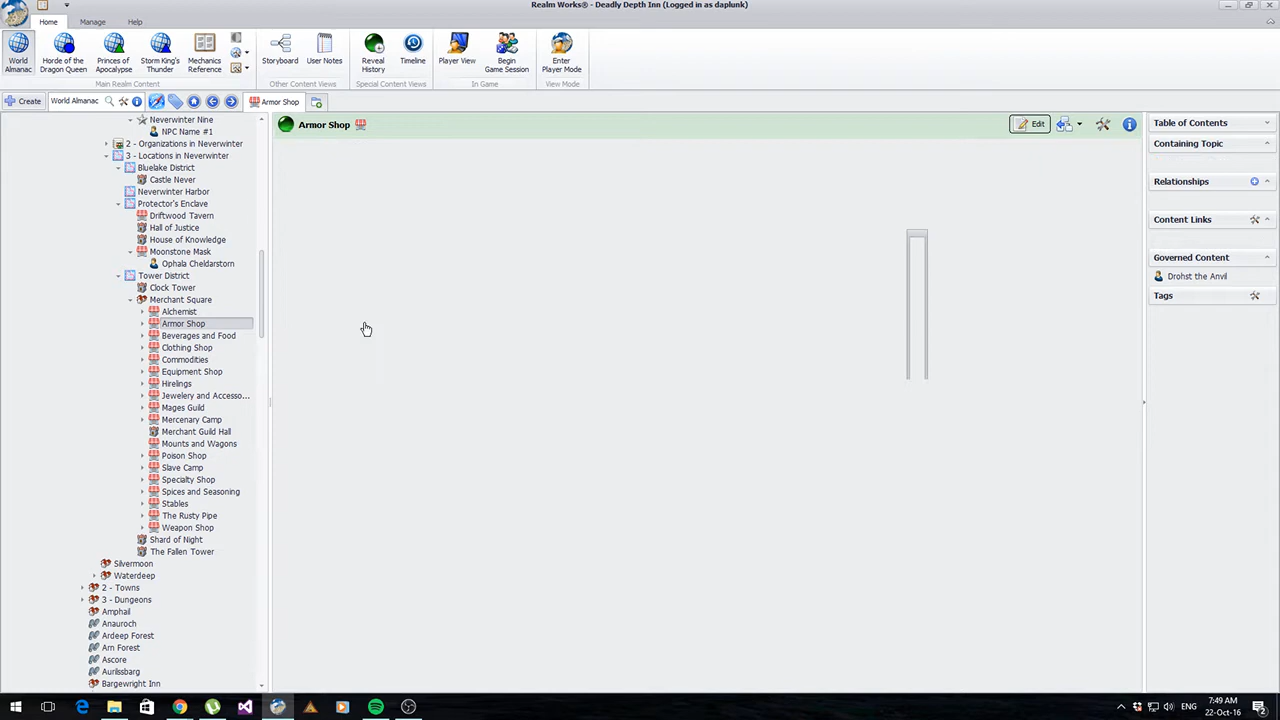 Realm Works® - Deadly Depth Inn (Logged in as daplunk)
Home Manage Help
World Almanac
Horde of the Dragon Queen
Princes of Apocalypse
Storm King's Thunder
Mechanics Reference
Storyboard
User Notes
Reveal History
Timeline
Player View
Begin Game Session
Enter Player Mode
Main Realm Content
Other Content Views
Special Content Views
In Game
View Mode
Create
World Almanac
Armor Shop
Neverwinter Nine
NPC Name #1
2 - Organizations in Neverwinter
3 - Locations in Neverwinter
Bluelake District
Castle Never
Neverwinter Harbor
Protector's Enclave
Driftwood Tavern
Hall of Justice
House of Knowledge
Moonstone Mask
Ophala Cheldarstorn
Tower District
Clock Tower
Merchant Square
Alchemist
Armor Shop
Beverages and Food
Clothing Shop
Commodities
Equipment Shop
Hirelings
Jewelery and Accesso...
Mages Guild
Mercenary Camp
Merchant Guild Hall
Mounts and Wagons
Poison Shop
Slave Camp
Specialty Shop
Spices and Seasoning
Stables
The Rusty Pipe
Weapon Shop
Shard of Night
The Fallen Tower
Silvermoon
Waterdeep
2 - Towns
3 - Dungeons
Amphail
Anauroch
Ardeep Forest
Arn Forest
Ascore
Aurilssbarg
Bargewright Inn
Armor Shop
Edit
Table of Contents
Containing Topic
Relationships
Content Links
Governed Content
Drohst the Anvil
Tags
ENG
7:49 AM
22-Oct-16